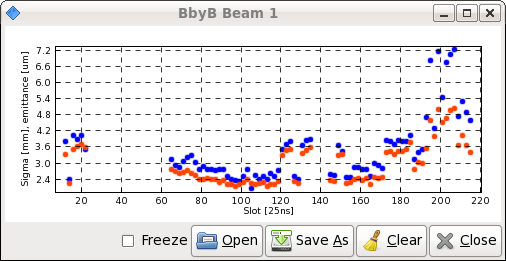 BbyB Beam 1
Sigma [mm], emittance [um]
7.2
6.6
6.0
5.4
4.8
4.2
3.6
3.0
2.4
20 40 60 80 100 120 140 160 180 200 220
Slot [25ns]
Freeze Open Save As Clear Close